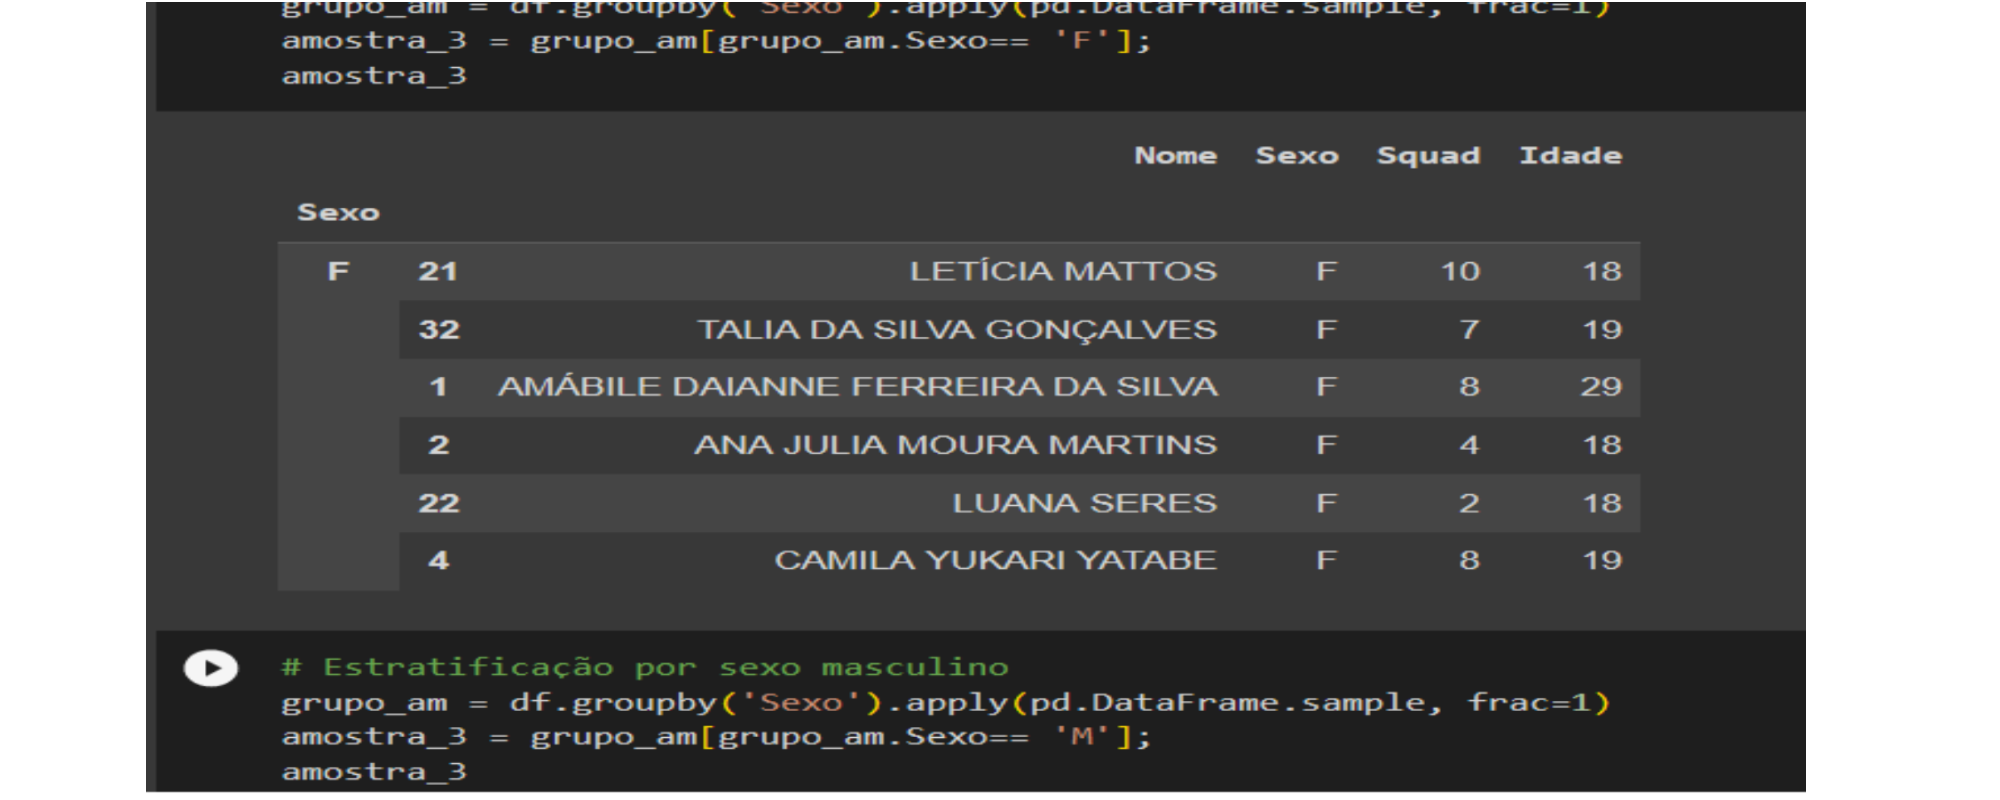 grupo_am = df.groupby('Sexo').apply(pd.DataFrame.sample, frac=1)
amostra_3 = grupo_am[grupo_am.Sexo== 'F'];
amostra_3
Nome Sexo Squad Idade
Sexo
F 21 LETÍCIA MATTOS F 10 18
32 TALIA DA SILVA GONÇALVES F 7 19
1 AMÁBILE DAIANNE FERREIRA DA SILVA F 8 29
2 ANA JULIA MOURA MARTINS F 4 18
22 LUANA SERES F 2 18
4 CAMILA YUKARI YATABE F 8 19
# Estratificação por sexo masculino
grupo_am = df.groupby('Sexo').apply(pd.DataFrame.sample, frac=1)
amostra_3 = grupo_am[grupo_am.Sexo== 'M'];
amostra_3